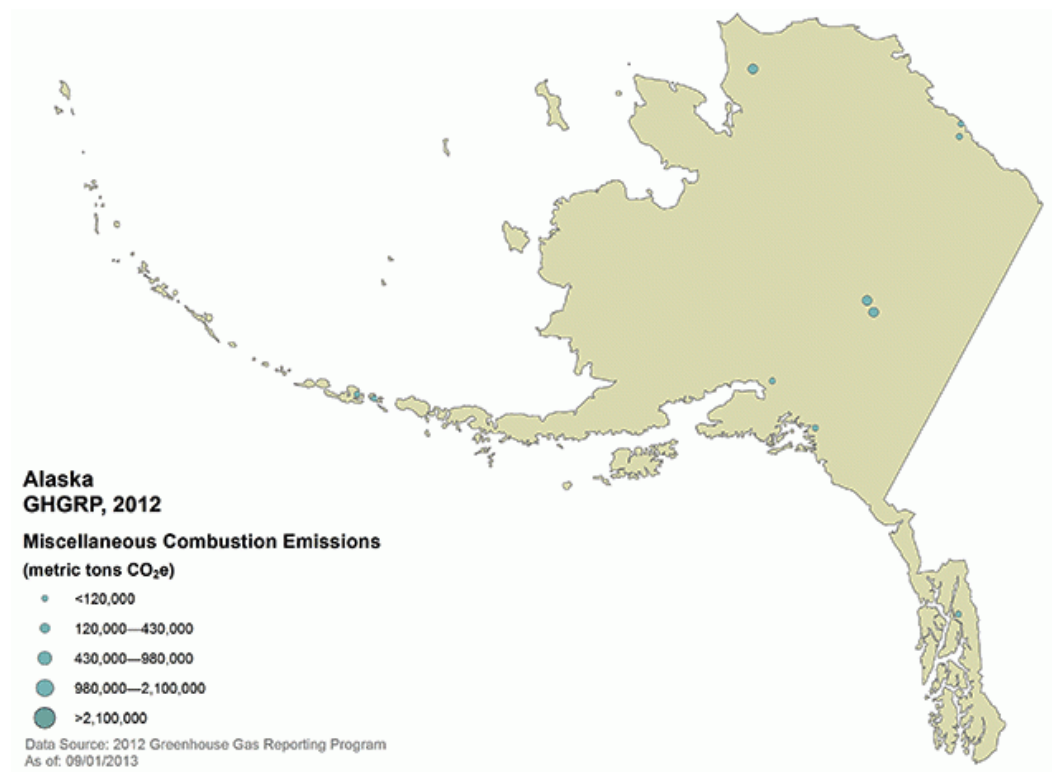 Alaska
GHGRP, 2012
Miscellaneous Combustion Emissions
(metric tons CO₂e)
<120,000
120,000—430,000
430,000—980,000
980,000—2,100,000
>2,100,000
Data Source: 2012 Greenhouse Gas Reporting Program
As of: 09/01/2013